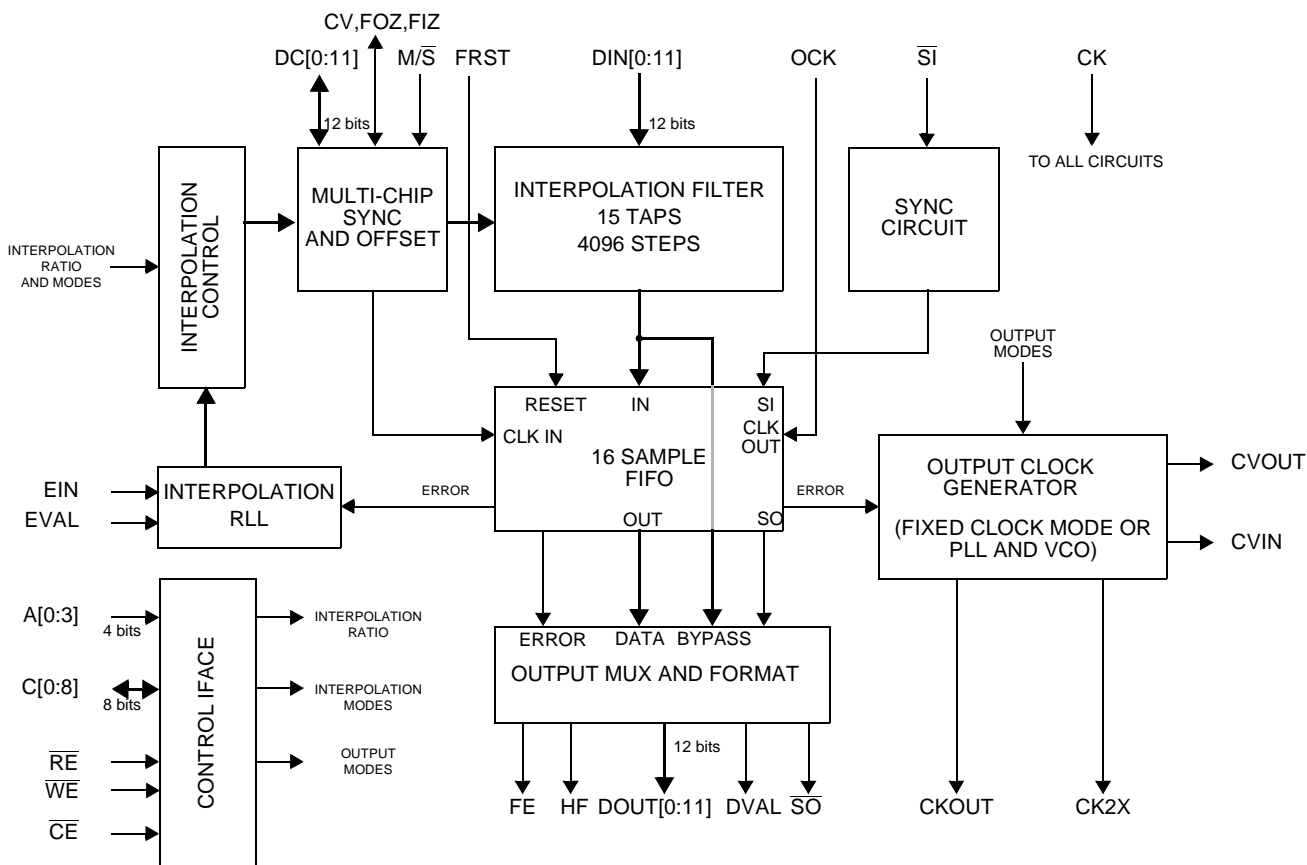 CV,FOZ,FIZ
DC[0:11]
M/S̅
FRST
DIN[0:11]
OCK
S̅I̅
CK
12 bits
12 bits
TO ALL CIRCUITS
INTERPOLATION
CONTROL
MULTI-CHIP
SYNC
AND OFFSET
INTERPOLATION FILTER
15 TAPS
4096 STEPS
SYNC
CIRCUIT
INTERPOLATION
RATIO
AND MODES
OUTPUT
MODES
RESET
IN
SI
CLK IN
CLK
OUT
16 SAMPLE
FIFO
OUT
SO
EIN
EVAL
INTERPOLATION
RLL
ERROR
ERROR
OUTPUT CLOCK
GENERATOR
(FIXED CLOCK MODE OR
PLL AND VCO)
CVOUT
CVIN
A[0:3]
4 bits
C[0:8]
8 bits
R̅E̅
W̅E̅
C̅E̅
CONTROL IFACE
INTERPOLATION
RATIO
INTERPOLATION
MODES
OUTPUT
MODES
ERROR
DATA
BYPASS
OUTPUT MUX AND FORMAT
12 bits
FE
HF
DOUT[0:11]
DVAL
S̅O̅
CKOUT
CK2X